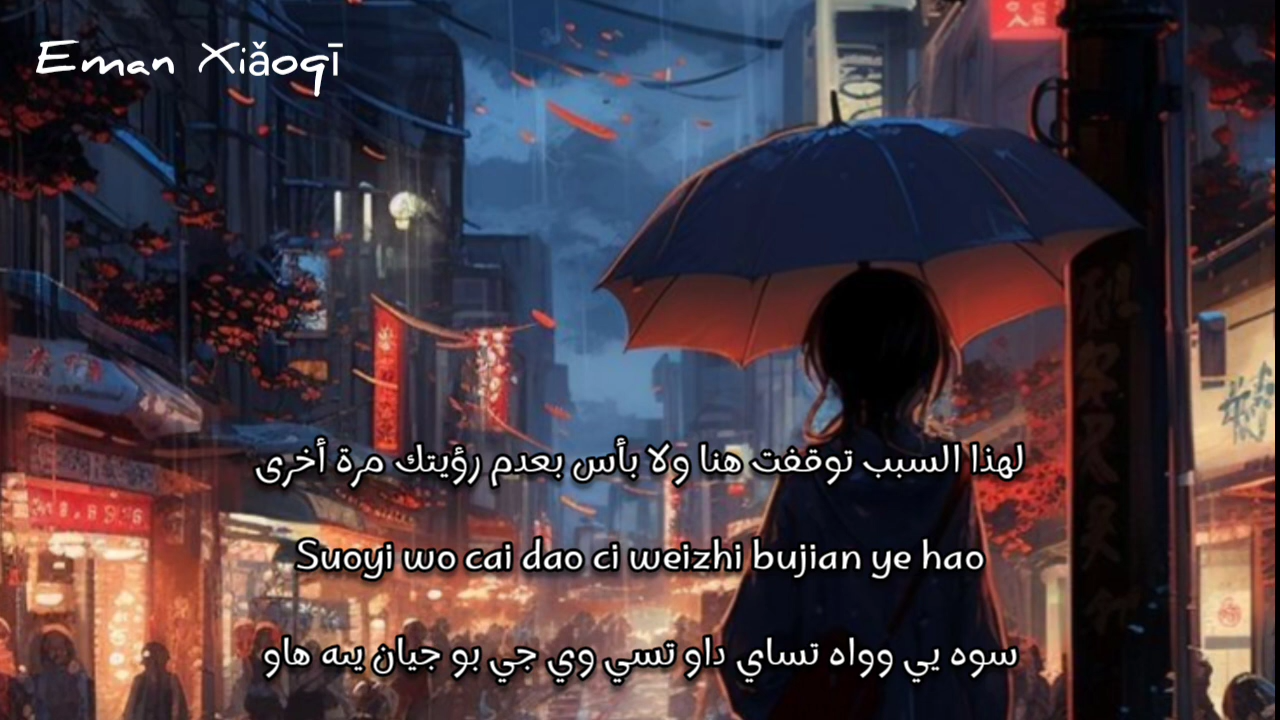 Eman Xiǎoqī
لهذا السبب توقفت هنا ولا بأس بعدم رؤيتك مرة أخرى
Suoyi wo cai dao ci weizhi bujian ye hao
سوه يي وواه تساي داو تسي وي جي بو جيان يىه هاو